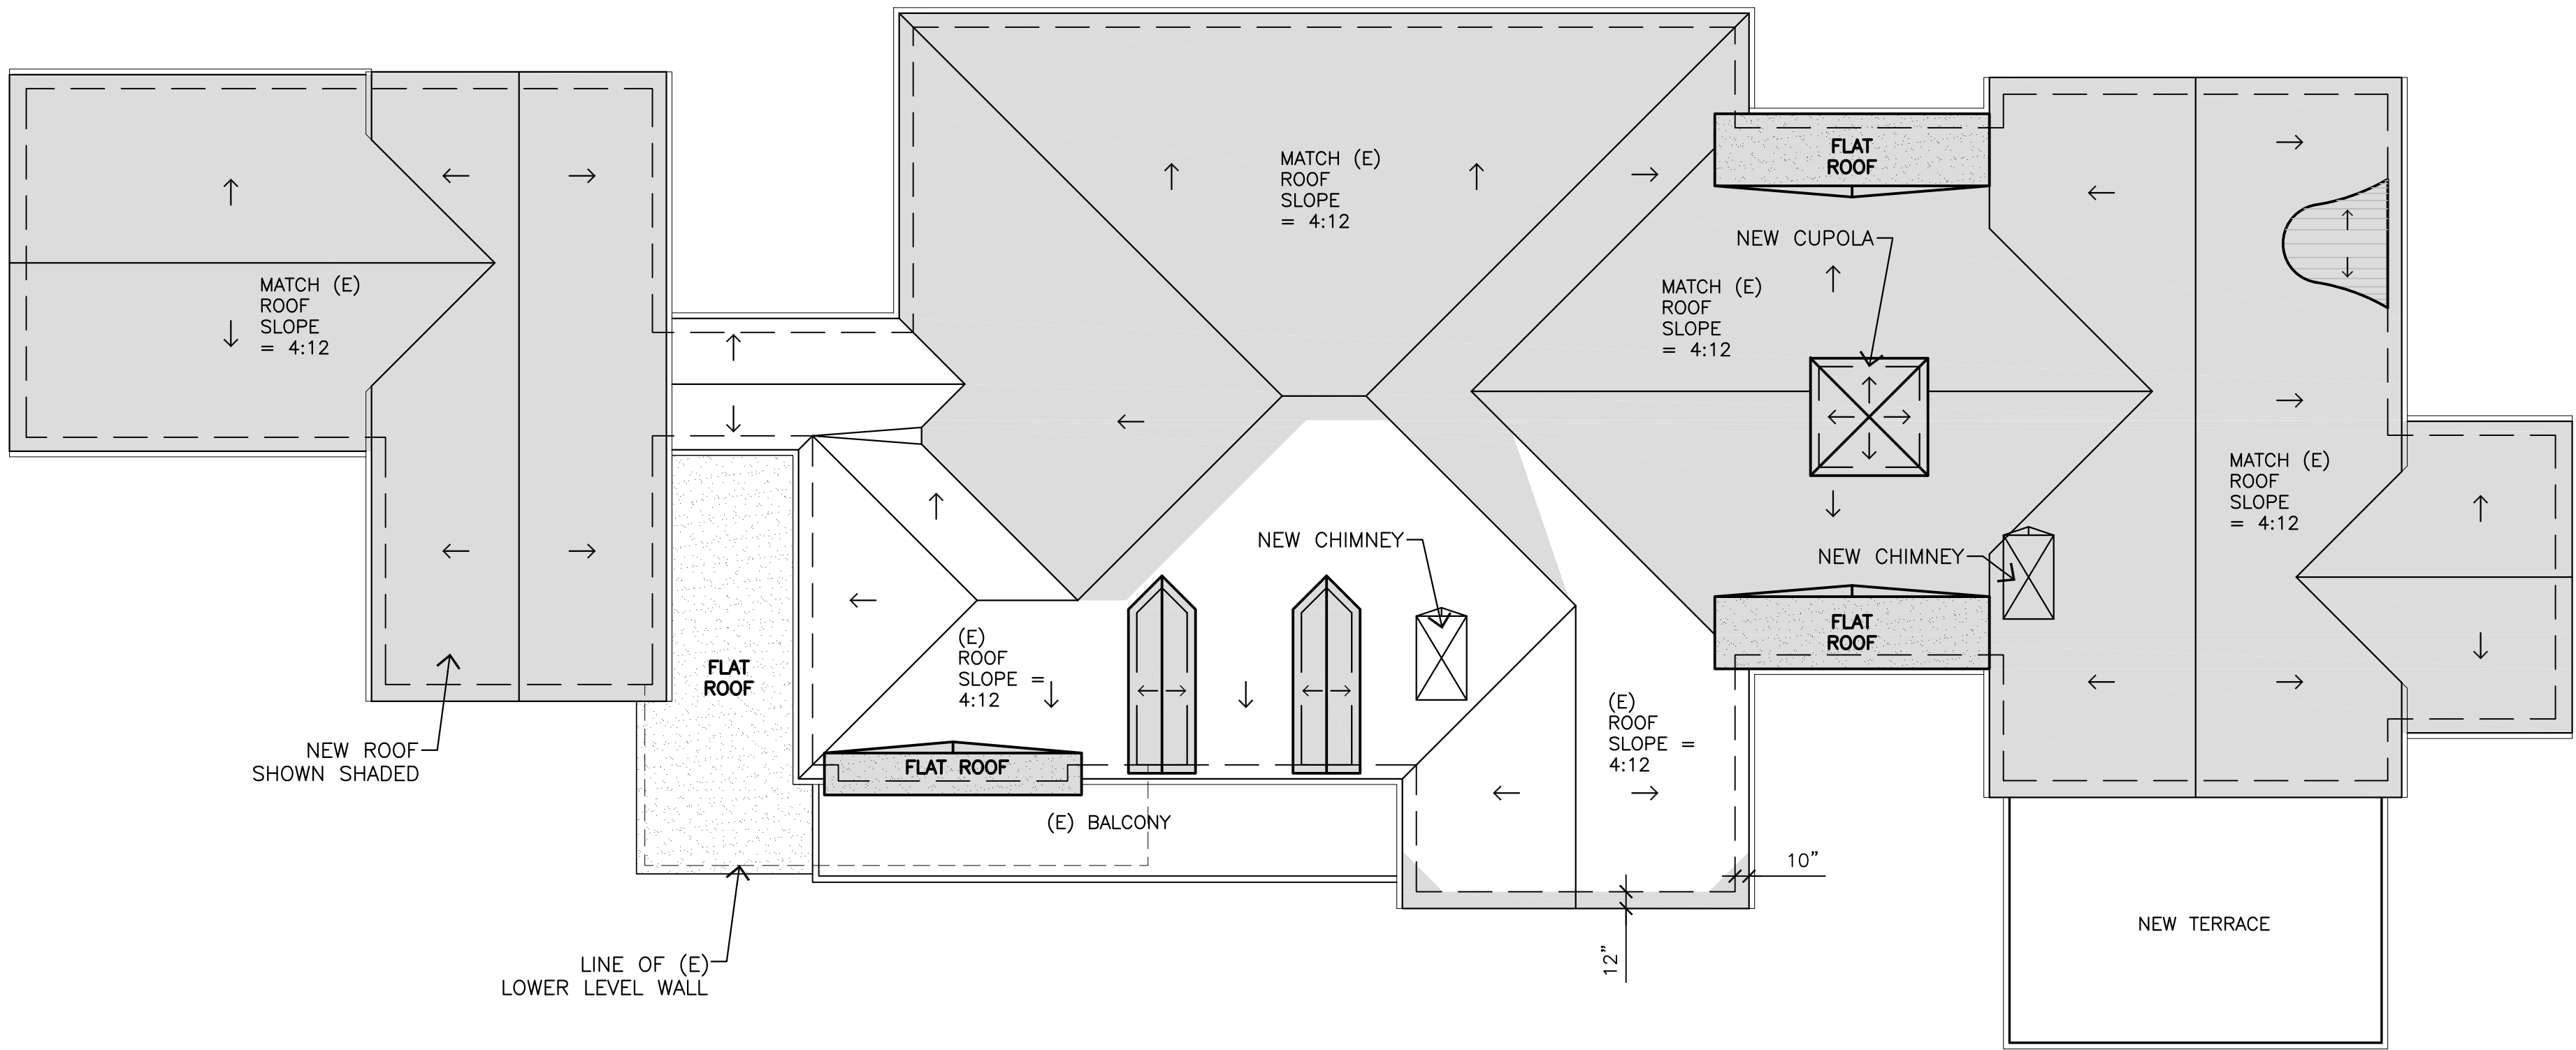 MATCH (E)
ROOF
SLOPE
= 4:12
MATCH (E)
ROOF
SLOPE
= 4:12
FLAT
ROOF
NEW CUPOLA
MATCH (E)
ROOF
SLOPE
= 4:12
MATCH (E)
ROOF
SLOPE
= 4:12
NEW CHIMNEY
NEW CHIMNEY
FLAT
ROOF
(E)
ROOF
SLOPE =
4:12
FLAT
ROOF
(E)
ROOF
SLOPE =
4:12
NEW ROOF
SHOWN SHADED
FLAT ROOF
(E) BALCONY
10"
12"
NEW TERRACE
LINE OF (E)
LOWER LEVEL WALL